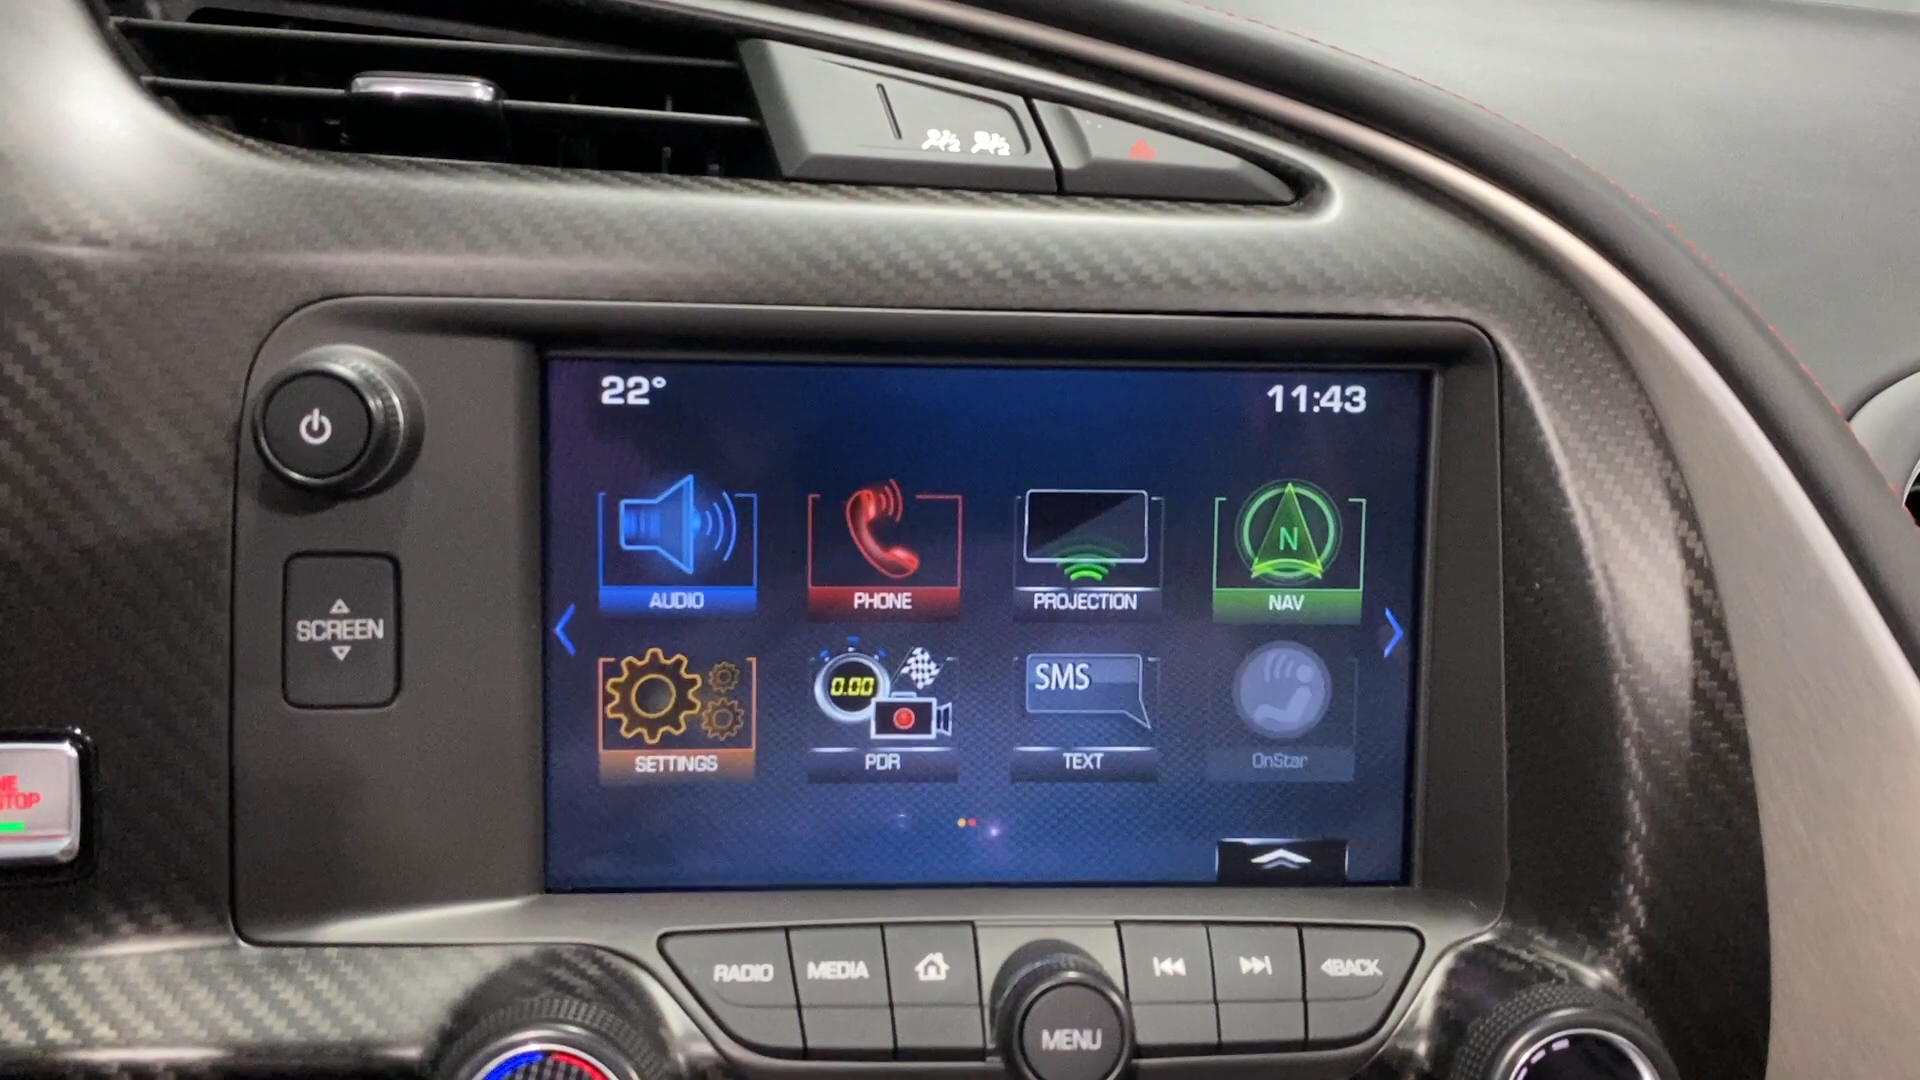 22° 11:43
AUDIO PHONE PROJECTION NAV
N
SCREEN
0.00 SMS
SETTINGS PDR TEXT OnStar
RADIO MEDIA BACK
MENU